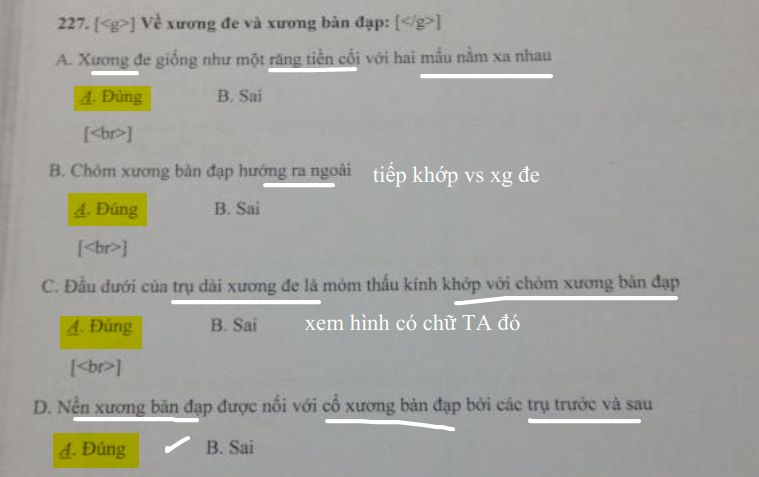 227. [<g>] Về xương đe và xương bàn đạp: [</g>]
A. Xương đe giống như một răng tiền cối với hai mấu nằm xa nhau
A. Đúng B. Sai
[<br>]
B. Chỏm xương bàn đạp hướng ra ngoài tiếp khớp vs xg đe
A. Đúng B. Sai
[<br>]
C. Đầu dưới của trụ dài xương đe là mỏm thấu kính khớp với chỏm xương bàn đạp
A. Đúng B. Sai xem hình có chữ TA đó
[<br>]
D. Nền xương bàn đạp được nối với cổ xương bàn đạp bởi các trụ trước và sau
A. Đúng B. Sai